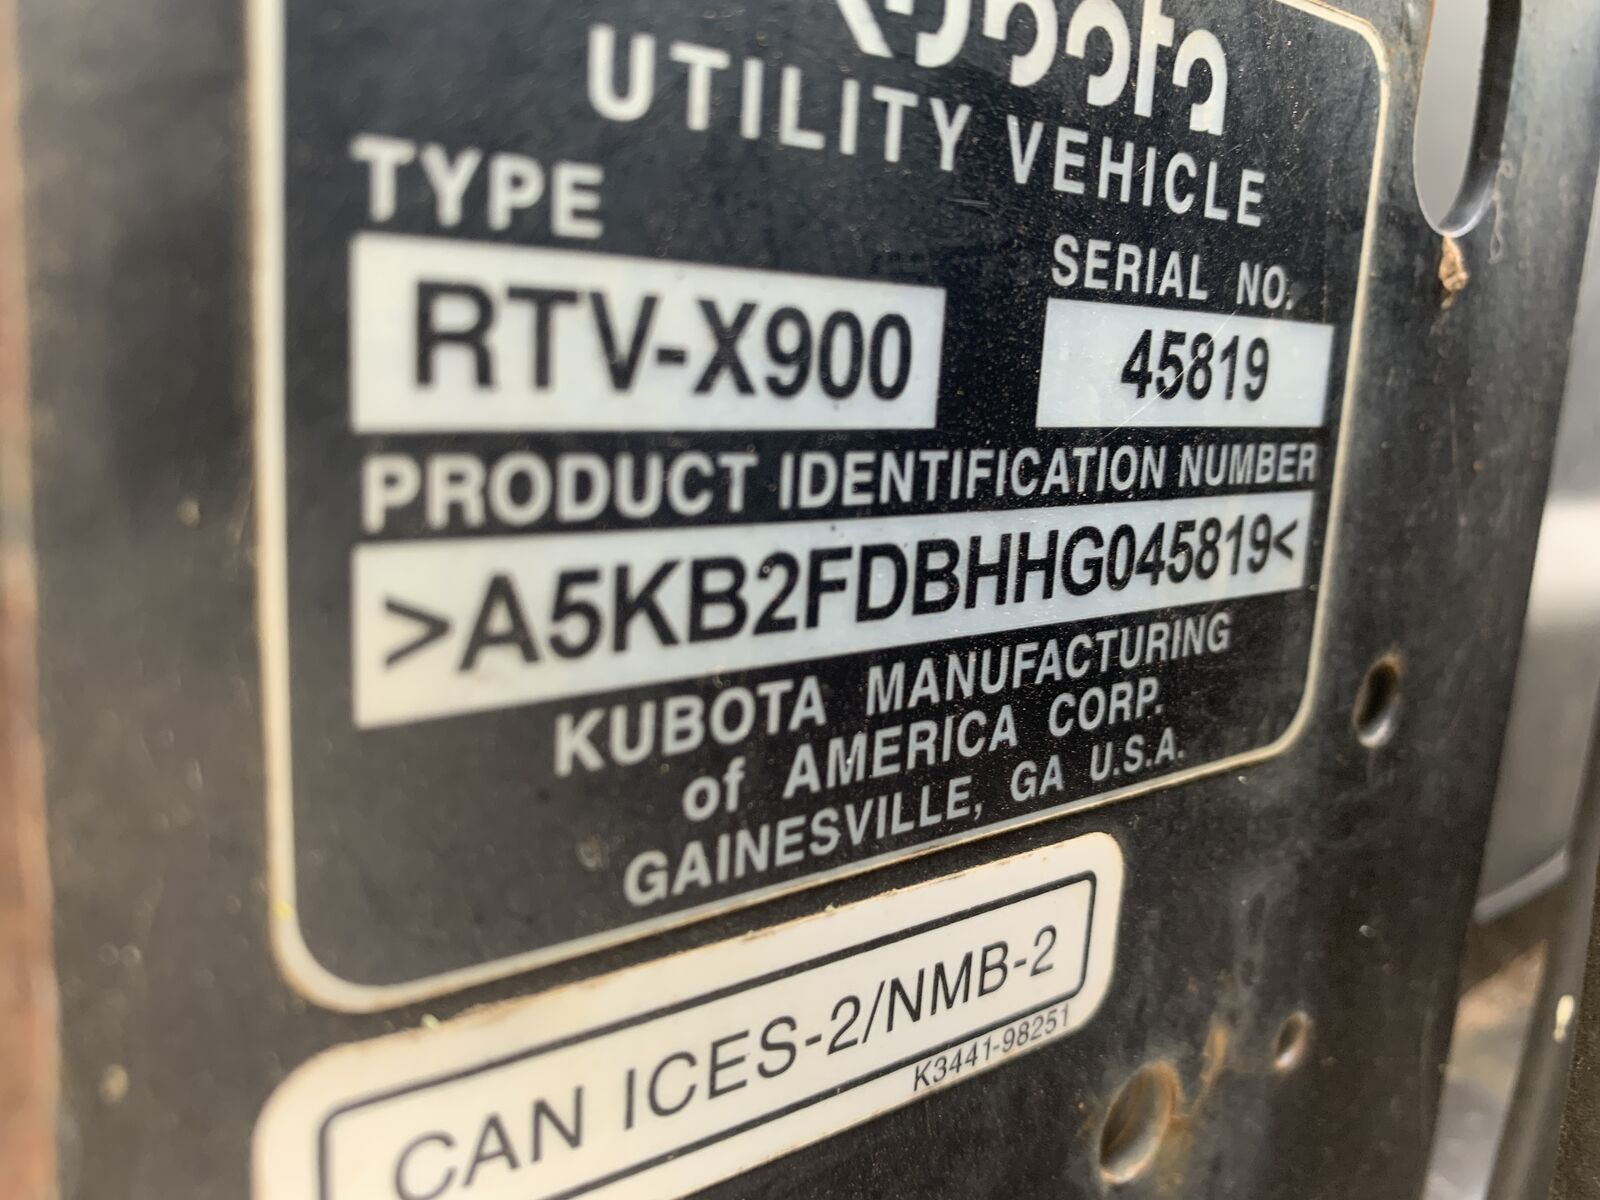 Kubota
UTILITY VEHICLE
TYPE
SERIAL NO.
RTV-X900
45819
PRODUCT IDENTIFICATION NUMBER
>A5KB2FDBHHG045819<
KUBOTA MANUFACTURING
of AMERICA CORP.
GAINESVILLE, GA U.S.A.
CAN ICES-2/NMB-2
K3441-98251